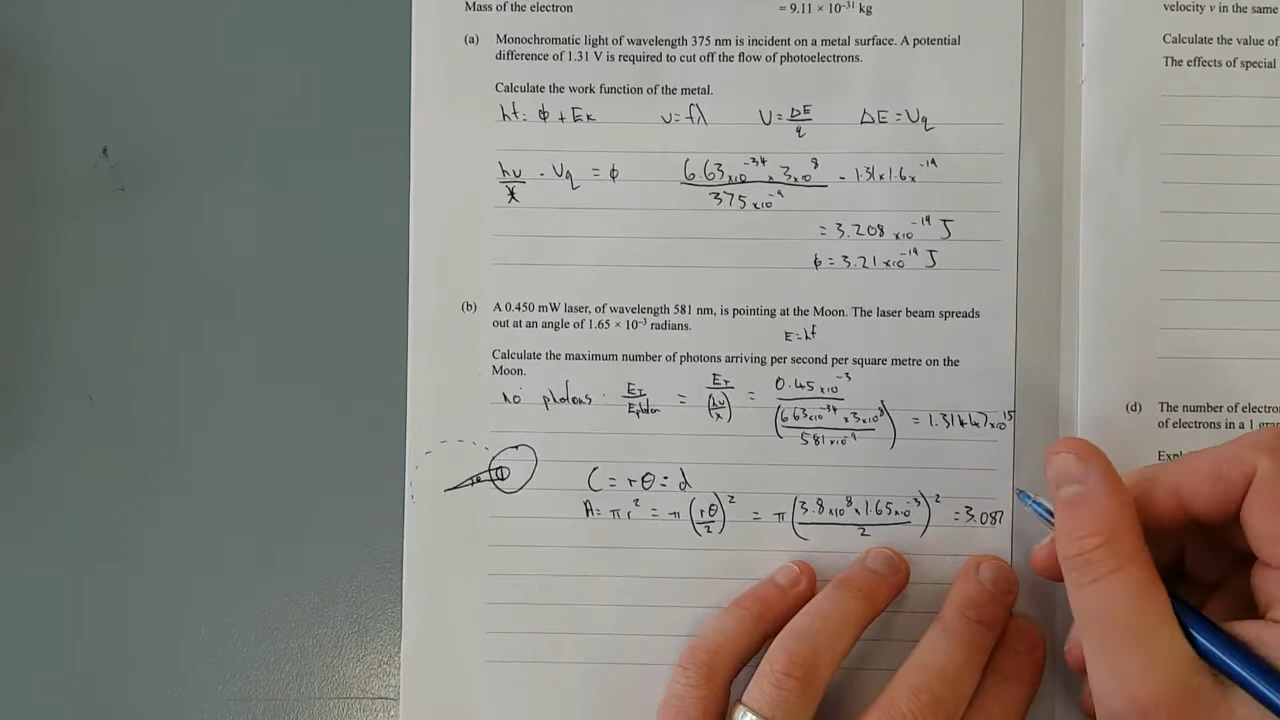 Mass of the electron = 9.11 × 10⁻³¹ kg
(a) Monochromatic light of wavelength 375 nm is incident on a metal surface. A potential
difference of 1.31 V is required to cut off the flow of photoelectrons.
Calculate the work function of the metal.
hf = ϕ + Eₖ v = fλ V = ΔE/q ΔE = Vq
hv/λ - Vq = ϕ 6.63×10⁻³⁴ × 3×10⁸ / 375×10⁻⁹ - 1.31×1.6×⁻¹⁹
= 3.208 ×10⁻¹⁹ J
ϕ = 3.21×10⁻¹⁹ J
(b) A 0.450 mW laser, of wavelength 581 nm, is pointing at the Moon. The laser beam spreads
out at an angle of 1.65 × 10⁻³ radians.
E = hf
Calculate the maximum number of photons arriving per second per square metre on the
Moon.
no photons: E_T/E_photon = E_T/(hv/λ) = 0.45×10⁻³/(6.63×10⁻³⁴×3×10⁸/581×10⁻⁹) = 1.31447×10¹⁵
C = rθ = d
A = πr² = π(rθ/2)² = π(3.8×10⁸×1.65×10⁻³/2)² = 3.087
velocity v in the same
Calculate the value of
The effects of special
(d) The number of electro
of electrons in a 1